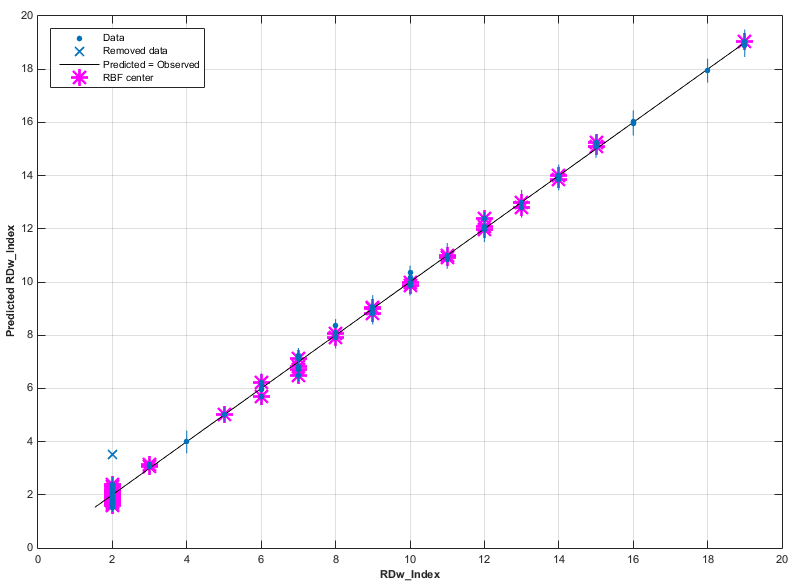 Data
Removed data
Predicted = Observed
RBF center
20
18
16
14
12
10
8
6
4
2
0
Predicted RDw_Index
0 2 4 6 8 10 12 14 16 18 20
RDw_Index